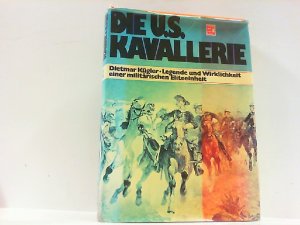 DIE U.S.
KAVALLERIE
Dietmar Kügler · Legende und Wirklichkeit
einer militärischen Eliteeinheit